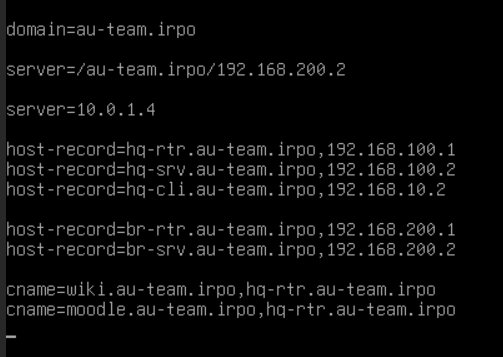 domain=au-team.irpo
server=/au-team.irpo/192.168.200.2
server=10.0.1.4
host-record=hq-rtr.au-team.irpo,192.168.100.1
host-record=hq-srv.au-team.irpo,192.168.100.2
host-record=hq-cli.au-team.irpo,192.168.10.2
host-record=br-rtr.au-team.irpo,192.168.200.1
host-record=br-srv.au-team.irpo,192.168.200.2
cname=wiki.au-team.irpo,hq-rtr.au-team.irpo
cname=moodle.au-team.irpo,hq-rtr.au-team.irpo